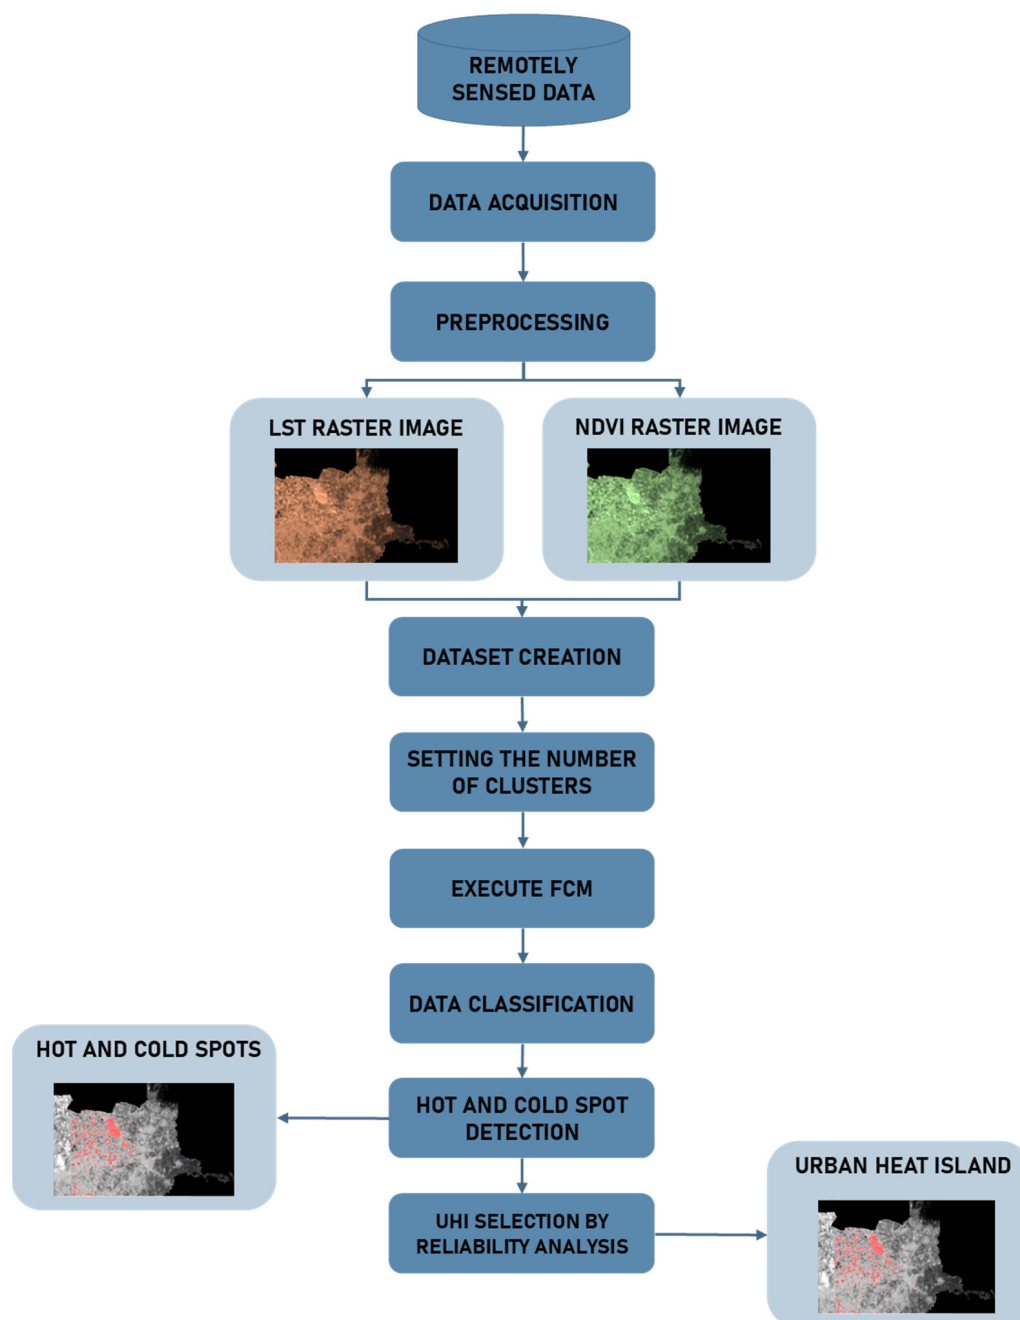 REMOTELY
SENSED DATA
DATA ACQUISITION
PREPROCESSING
LST RASTER IMAGE
NDVI RASTER IMAGE
DATASET CREATION
SETTING THE NUMBER
OF CLUSTERS
EXECUTE FCM
DATA CLASSIFICATION
HOT AND COLD SPOTS
HOT AND COLD SPOT
DETECTION
URBAN HEAT ISLAND
UHI SELECTION BY
RELIABILITY ANALYSIS